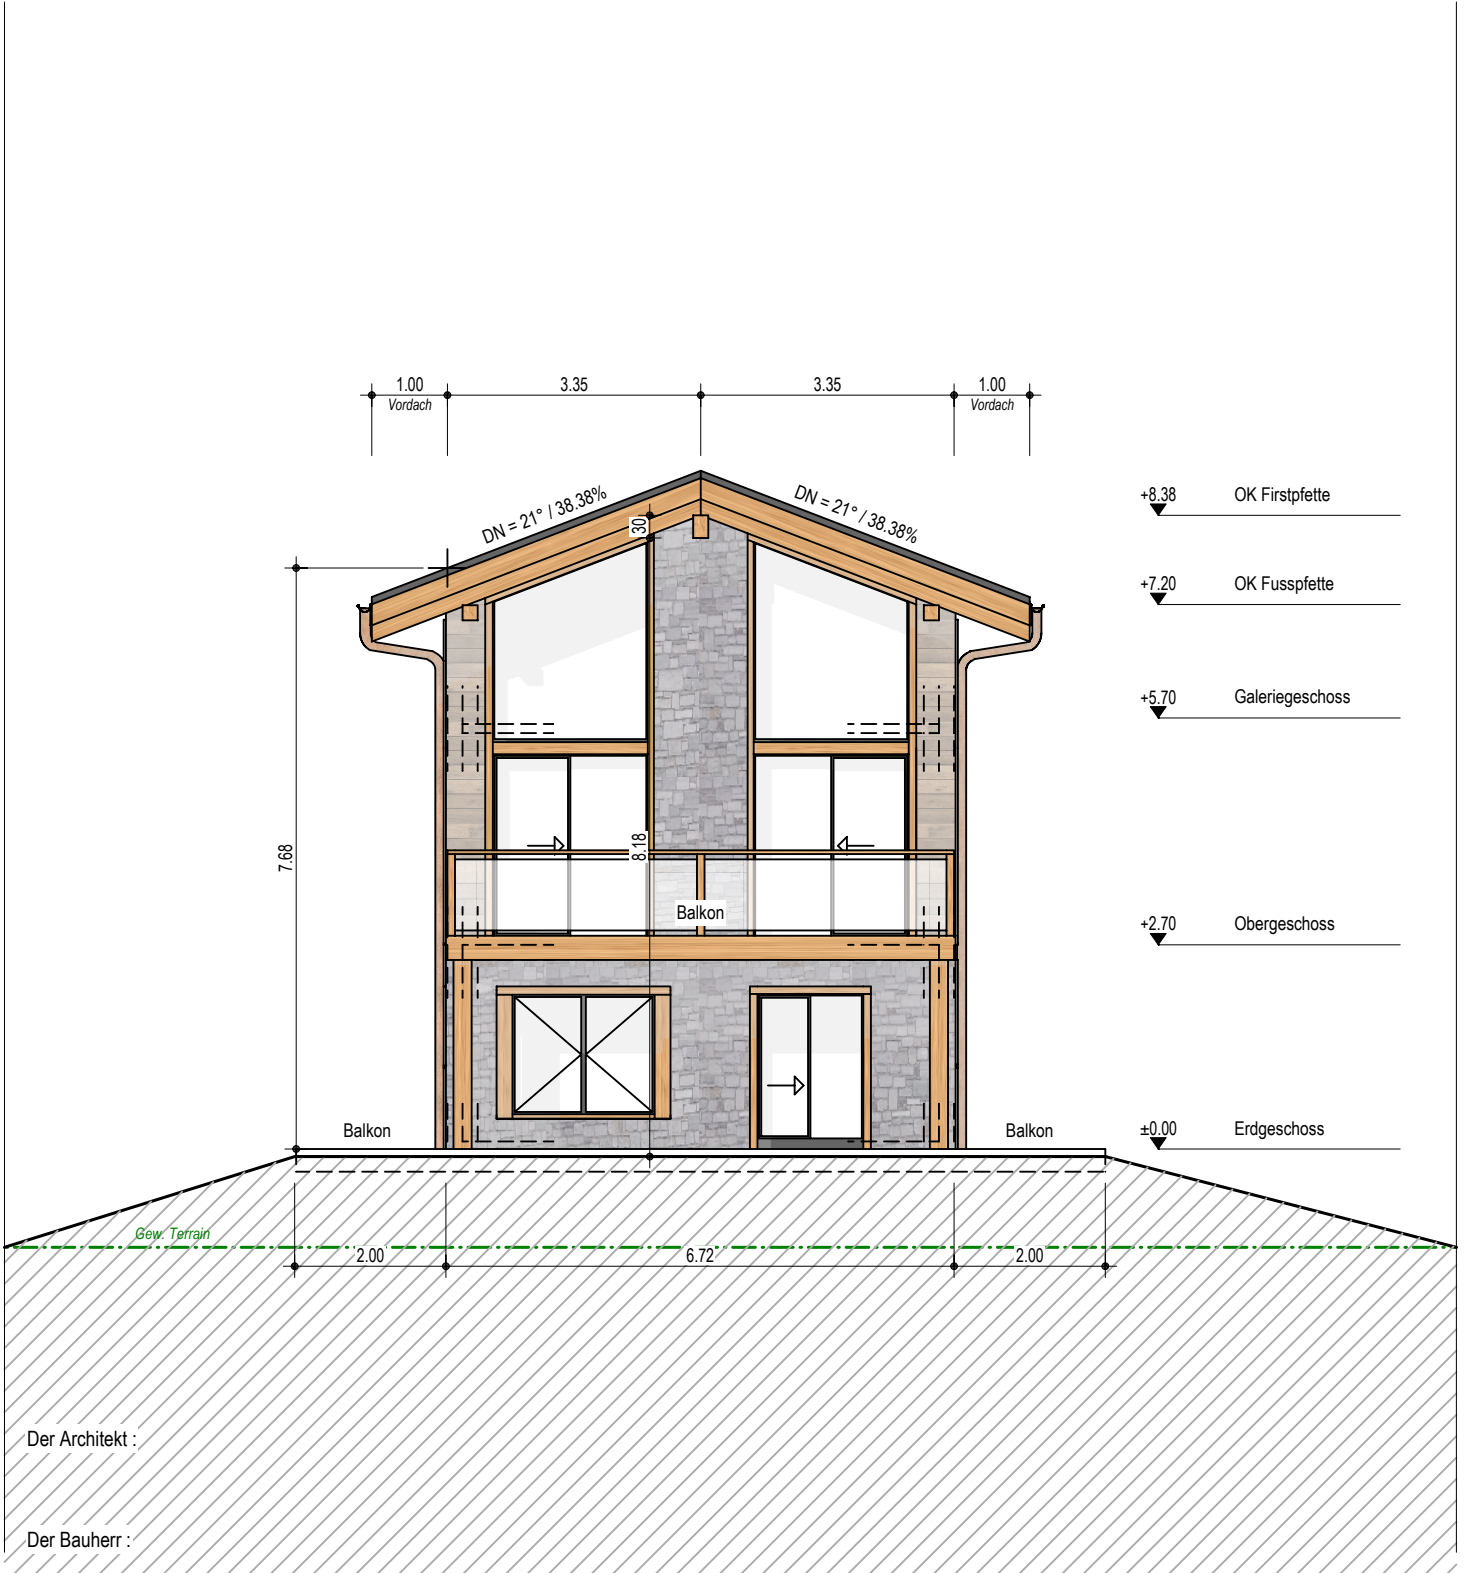 1.00 3.35 3.35 1.00
Vordach Vordach
DN = 21° / 38.38% DN = 21° / 38.38%
+8.38 OK Firstpfette
30
+7.20 OK Fusspfette
+5.70 Galeriegeschoss
7.68
8.18
Balkon
+2.70 Obergeschoss
Balkon Balkon
±0.00 Erdgeschoss
Gew. Terrain
2.00 6.72 2.00
Der Architekt :
Der Bauherr :